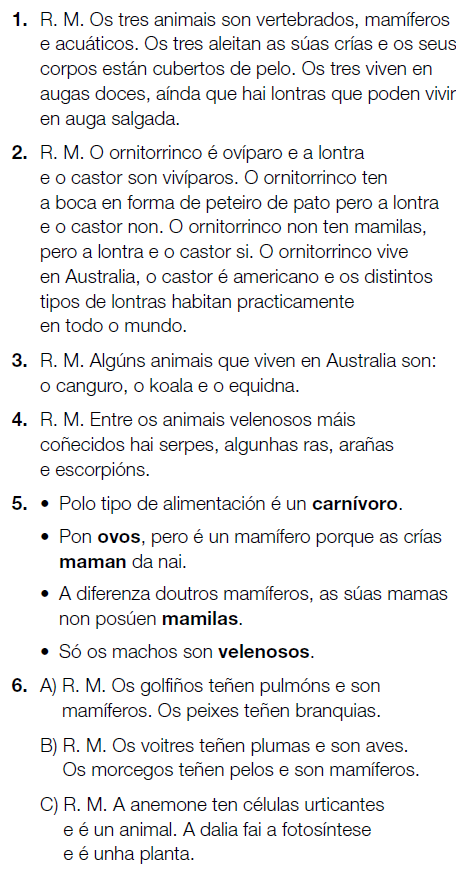 1. R. M. Os tres animais son vertebrados, mamíferos
e acuáticos. Os tres aleitan as súas crías e os seus
corpos están cubertos de pelo. Os tres viven en
augas doces, aínda que hai lontras que poden vivir
en auga salgada.
2. R. M. O ornitorrinco é ovíparo e a lontra
e o castor son vivíparos. O ornitorrinco ten
a boca en forma de peteiro de pato pero a lontra
e o castor non. O ornitorrinco non ten mamilas,
pero a lontra e o castor si. O ornitorrinco vive
en Australia, o castor é americano e os distintos
tipos de lontras habitan practicamente
en todo o mundo.
3. R. M. Algúns animais que viven en Australia son:
o canguro, o koala e o equidna.
4. R. M. Entre os animais velenosos máis
coñecidos hai serpes, algunhas ras, arañas
e escorpións.
5. • Polo tipo de alimentación é un carnívoro.
• Pon ovos, pero é un mamífero porque as crías
maman da nai.
• A diferenza doutros mamíferos, as súas mamas
non posúen mamilas.
• Só os machos son velenosos.
6. A) R. M. Os golfiños teñen pulmóns e son
mamíferos. Os peixes teñen branquias.
B) R. M. Os voitres teñen plumas e son aves.
Os morcegos teñen pelos e son mamíferos.
C) R. M. A anemone ten células urticantes
e é un animal. A dalia fai a fotosíntese
e é unha planta.